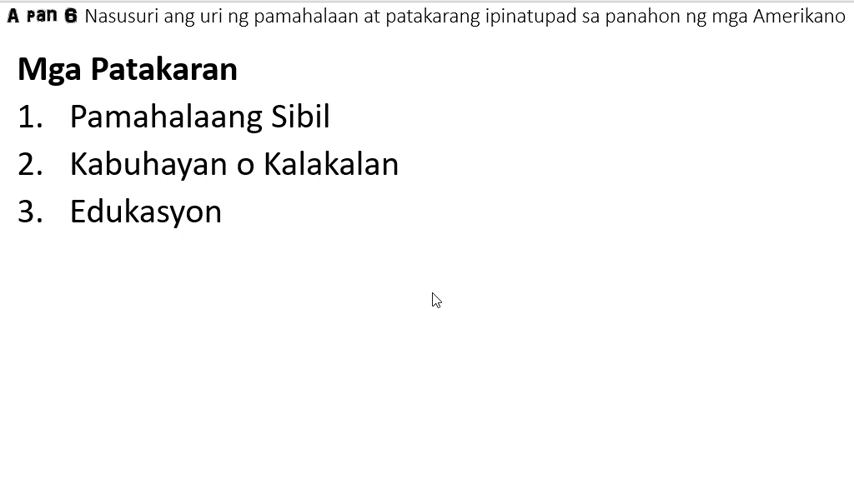 A Pan 6 Nasusuri ang uri ng pamahalaan at patakarang ipinatupad sa panahon ng mga Amerikano
Mga Patakaran
1. Pamahalaang Sibil
2. Kabuhayan o Kalakalan
3. Edukasyon